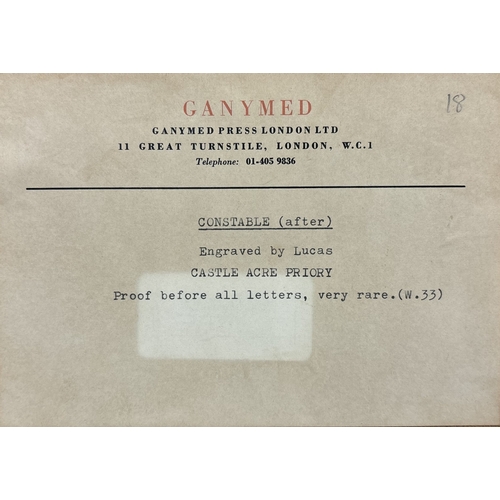 18
GANYMED
GANYMED PRESS LONDON LTD
11 GREAT TURNSTILE, LONDON, W.C.1
Telephone: 01-405 9836
CONSTABLE (after)
Engraved by Lucas
CASTLE ACRE PRIORY
Proof before all letters, very rare.(W.33)